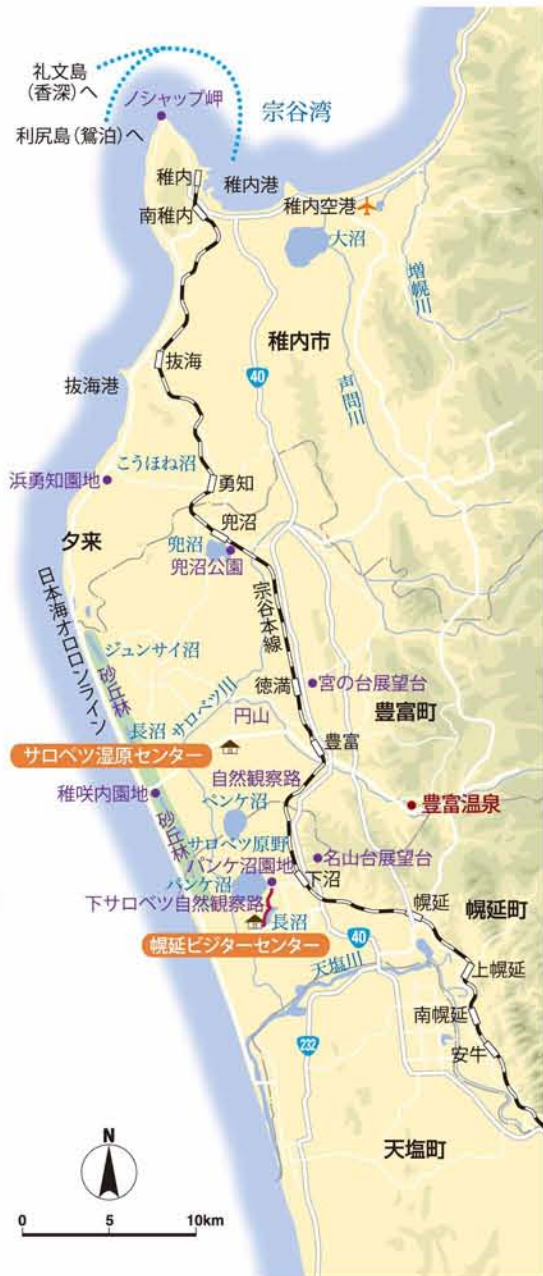 礼文島
(香深)へ
ノシャップ岬
利尻島(鴛泊)へ
宗谷湾
稚内
稚内港
南稚内
稚内空港
大沼
増幌川
稚内市
抜海
40
声問川
抜海港
こうほね沼
浜勇知園地
勇知
兜沼
夕来
兜沼
兜沼公園
日本海オロロンライン
宗谷本線
ジュンサイ沼
砂丘林
サロベツ川
徳満
宮の台展望台
長沼
円山
豊富町
サロベツ湿原センター
豊富
自然観察路
稚咲内園地
ペンケ沼
豊富温泉
砂丘林
サロベツ原野
名山台展望台
パンケ沼園地
パンケ沼
下沼
下サロベツ自然観察路
長沼
幌延
幌延町
幌延ビジターセンター
40
天塩川
上幌延
南幌延
232
安牛
天塩町
N
0 5 10km